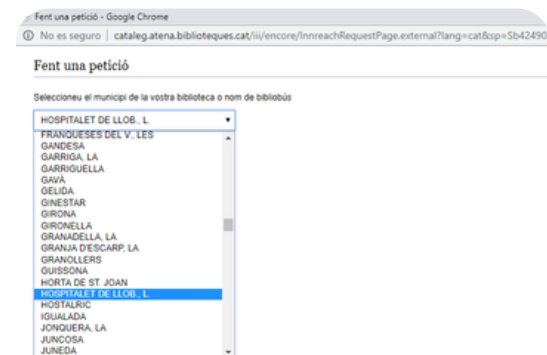 Fent una petició - Google Chrome
No es seguro | cataleg.atena.biblioteques.cat/iii/encore/InnreachRequestPage.external?lang=cat&sp=Sb42490
Fent una petició
Seleccioneu el municipi de la vostra biblioteca o nom de bibliobús
HOSPITALET DE LLOB., L.
FRANQUESES DEL V., LES
GANDESA
GARRIGA, LA
GARRIGUELLA
GAVÀ
GELIDA
GINESTAR
GIRONA
GIRONELLA
GRANADELLA, LA
GRANJA D'ESCARP, LA
GRANOLLERS
GUISSONA
HORTA DE ST. JOAN
HOSPITALET DE LLOB., L.
HOSTALRIC
IGUALADA
JONQUERA, LA
JUNCOSA
JUNEDA